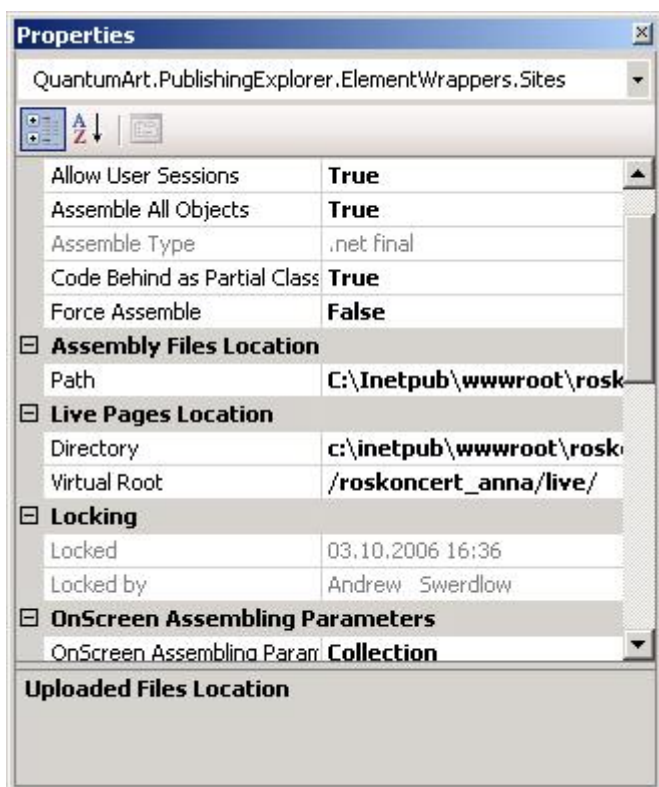 Properties
QuantumArt.PublishingExplorer.ElementWrappers.Sites
Allow User Sessions True
Assemble All Objects True
Assemble Type .net final
Code Behind as Partial Class True
Force Assemble False
Assembly Files Location
Path C:\Inetpub\wwwroot\rosk
Live Pages Location
Directory c:\inetpub\wwwroot\rosk
Virtual Root /roskoncert_anna/live/
Locking
Locked 03.10.2006 16:36
Locked by Andrew Swerdlow
OnScreen Assembling Parameters
OnScreen Assembling Param Collection
Uploaded Files Location